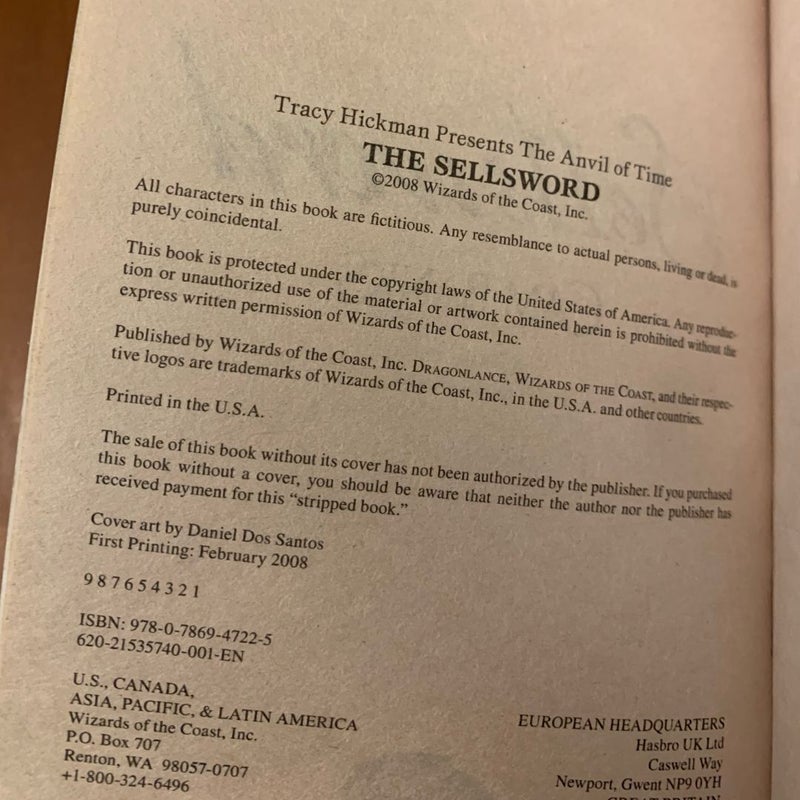 Tracy Hickman Presents The Anvil of Time
THE SELLSWORD
©2008 Wizards of the Coast, Inc.
All characters in this book are fictitious. Any resemblance to actual persons, living or dead, is
purely coincidental.
This book is protected under the copyright laws of the United States of America. Any reproduc-
tion or unauthorized use of the material or artwork contained herein is prohibited without the
express written permission of Wizards of the Coast, Inc.
Published by Wizards of the Coast, Inc. DRAGONLANCE, WIZARDS OF THE COAST, and their respec-
tive logos are trademarks of Wizards of the Coast, Inc., in the U.S.A. and other countries.
Printed in the U.S.A.
The sale of this book without its cover has not been authorized by the publisher. If you purchased
this book without a cover, you should be aware that neither the author nor the publisher has
received payment for this “stripped book.”
Cover art by Daniel Dos Santos
First Printing: February 2008
9 8 7 6 5 4 3 2 1
ISBN: 978-0-7869-4722-5
620-21535740-001-EN
U.S., CANADA,
ASIA, PACIFIC, & LATIN AMERICA
Wizards of the Coast, Inc.
P.O. Box 707
Renton, WA 98057-0707
+1-800-324-6496
EUROPEAN HEADQUARTERS
Hasbro UK Ltd
Caswell Way
Newport, Gwent NP9 0YH
GREAT BRITAIN